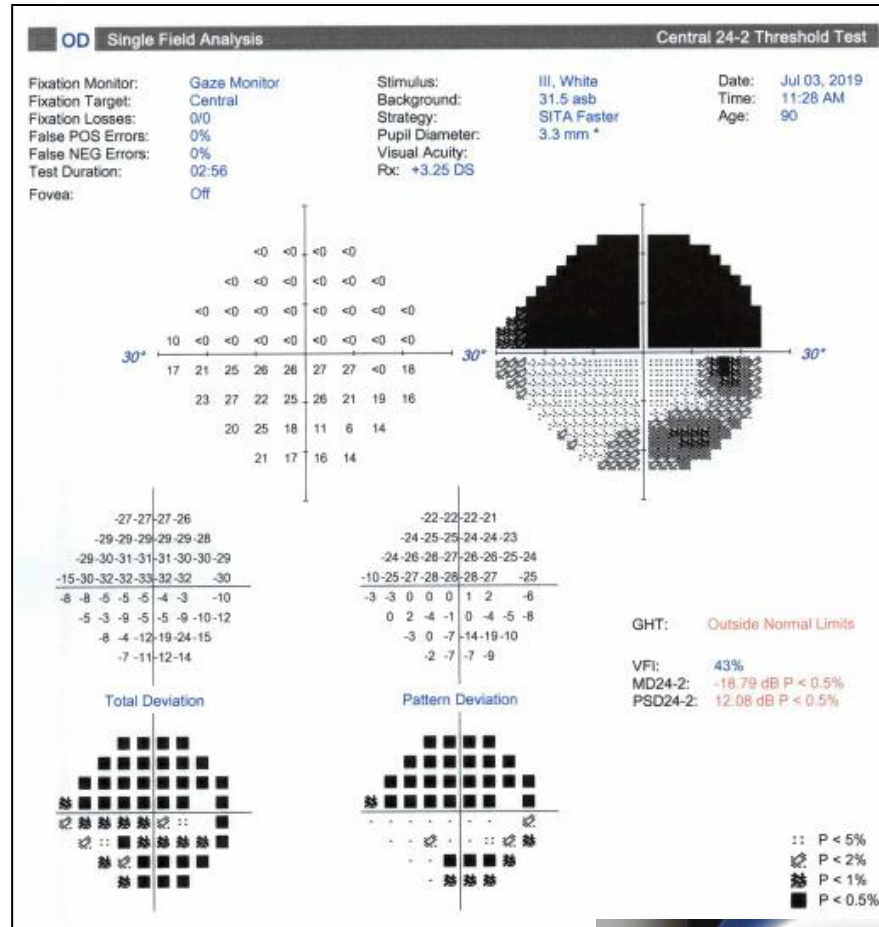 OD Single Field Analysis Central 24-2 Threshold Test
Fixation Monitor: Gaze Monitor Stimulus: III, White Date: Jul 03, 2019
Fixation Target: Central Background: 31.5 asb Time: 11:28 AM
Fixation Losses: 0/0 Strategy: SITA Faster Age: 90
False POS Errors: 0% Pupil Diameter: 3.3 mm *
False NEG Errors: 0% Visual Acuity:
Test Duration: 02:56 Rx: +3.25 DS
Fovea: Off
<0 <0 <0 <0
<0 <0 <0 <0 <0 <0
<0 <0 <0 <0 <0 <0 <0 <0
10 <0 <0 <0 <0 <0 <0 <0 <0
30° 30° 30°
17 21 25 26 26 27 27 <0 18
23 27 22 25 26 21 19 16
20 25 18 11 6 14
21 17 16 14
-27 -27 -27 -26 -22 -22 -22 -21
-29 -29 -29 -29 -29 -28 -24 -25 -25 -24 -24 -23
-29 -30 -31 -31 -31 -30 -30 -29 -24 -26 -26 -27 -26 -26 -25 -24
-15 -30 -32 -32 -33 -32 -32 -30 -10 -25 -27 -28 -28 -28 -27 -25
-8 -8 -5 -5 -5 -4 -3 -10 -3 -3 0 0 0 1 2 -6
-5 -3 -9 -5 -5 -9 -10 -12 0 2 -4 -1 0 -4 -5 -8
-8 -4 -12 -19 -24 -15 -3 0 -7 -14 -19 -10
-7 -11 -12 -14 -2 -7 -7 -9
GHT: Outside Normal Limits
VFI: 43%
MD24-2: -18.79 dB P < 0.5%
PSD24-2: 12.08 dB P < 0.5%
Total Deviation Pattern Deviation
P < 5%
P < 2%
P < 1%
P < 0.5%